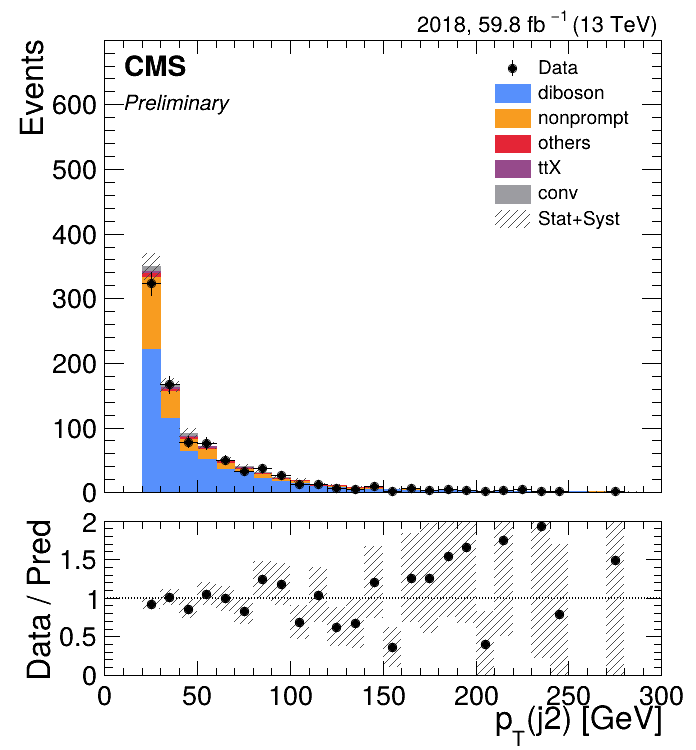 2018, 59.8 fb⁻¹ (13 TeV)
CMS
Preliminary
Data
diboson
nonprompt
others
ttX
conv
Stat+Syst
Events
600
500
400
300
200
100
0
Data / Pred
2
1.5
1
0.5
0
0 50 100 150 200 250 300
p_T(j2) [GeV]